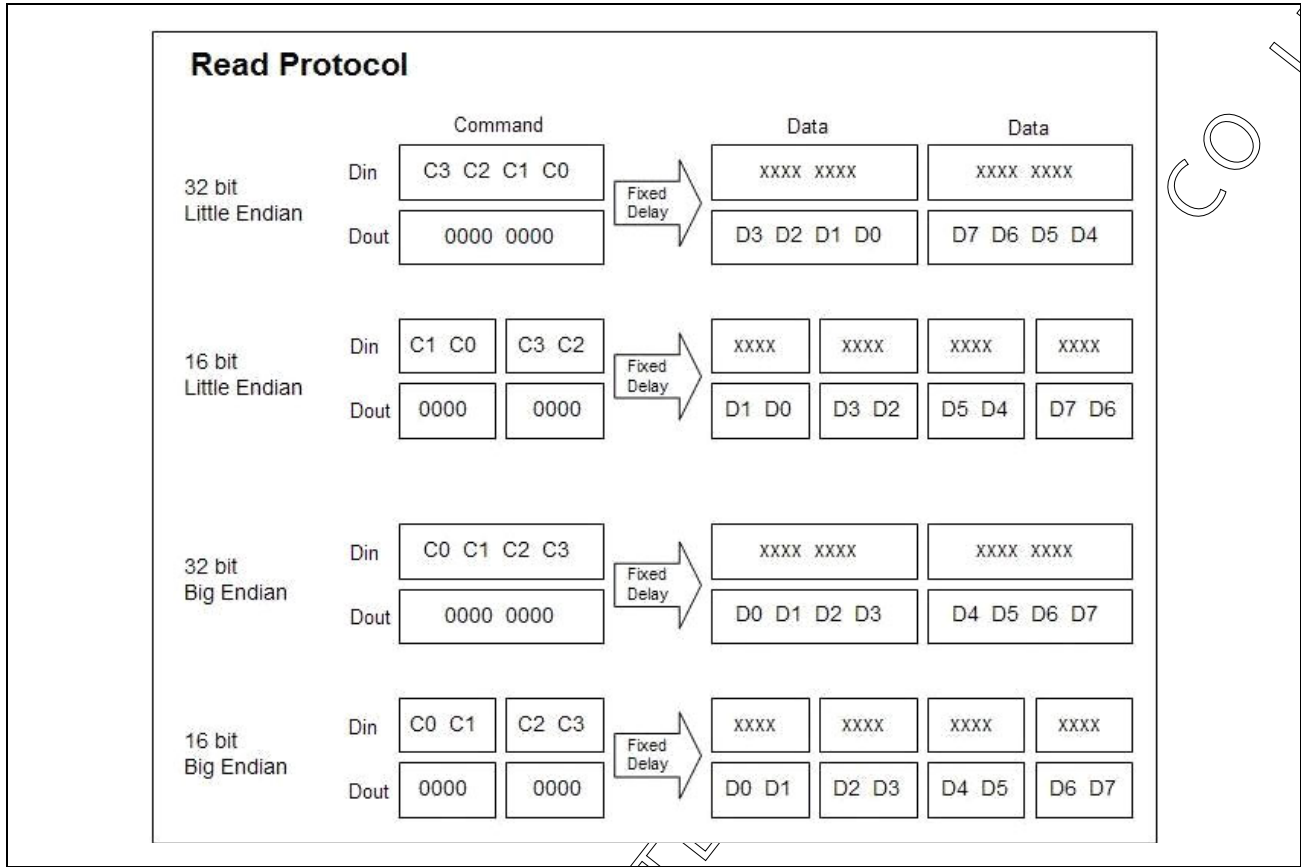 Read Protocol
Command Data Data
32 bit
Little Endian
Din C3 C2 C1 C0 Fixed Delay XXXX XXXX XXXX XXXX
Dout 0000 0000 D3 D2 D1 D0 D7 D6 D5 D4
16 bit
Little Endian
Din C1 C0 C3 C2 Fixed Delay XXXX XXXX XXXX XXXX
Dout 0000 0000 D1 D0 D3 D2 D5 D4 D7 D6
32 bit
Big Endian
Din C0 C1 C2 C3 Fixed Delay XXXX XXXX XXXX XXXX
Dout 0000 0000 D0 D1 D2 D3 D4 D5 D6 D7
16 bit
Big Endian
Din C0 C1 C2 C3 Fixed Delay XXXX XXXX XXXX XXXX
Dout 0000 0000 D0 D1 D2 D3 D4 D5 D6 D7
CO